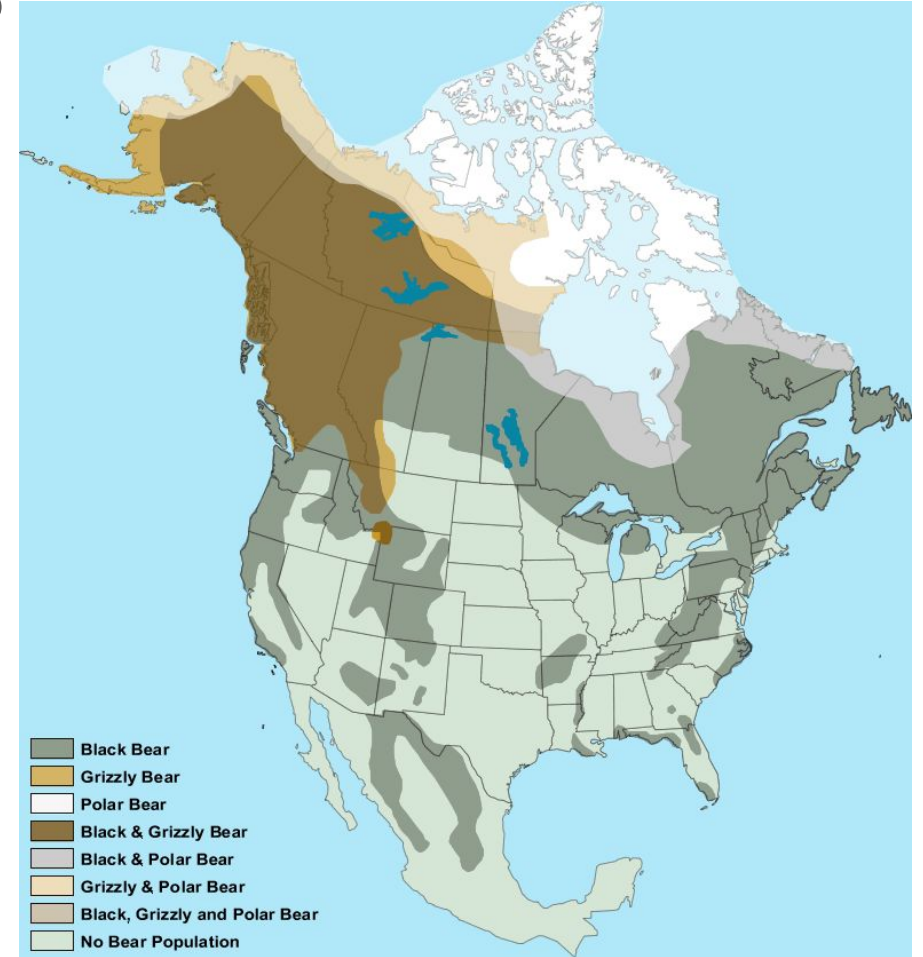 )
Black Bear
Grizzly Bear
Polar Bear
Black & Grizzly Bear
Black & Polar Bear
Grizzly & Polar Bear
Black, Grizzly and Polar Bear
No Bear Population